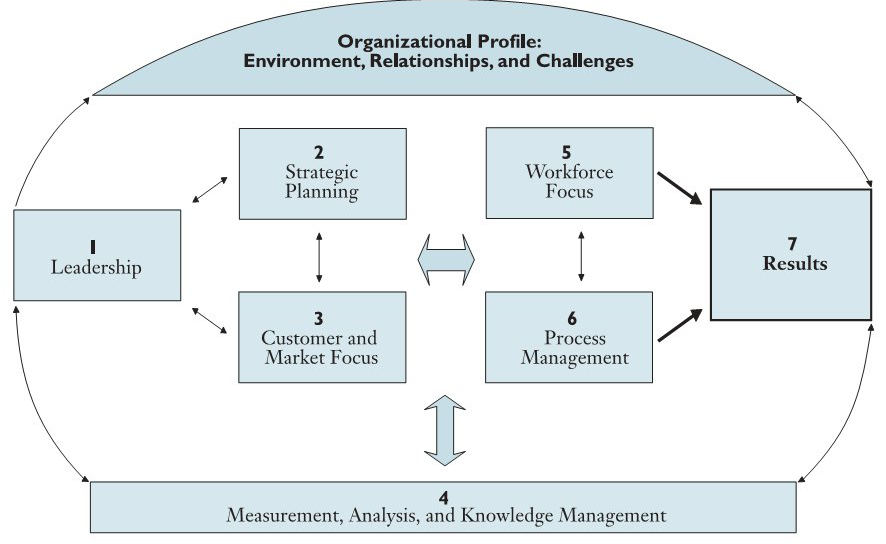 Organizational Profile:
Environment, Relationships, and Challenges
2
Strategic
Planning
5
Workforce
Focus
1
Leadership
7
Results
3
Customer and
Market Focus
6
Process
Management
4
Measurement, Analysis, and Knowledge Management